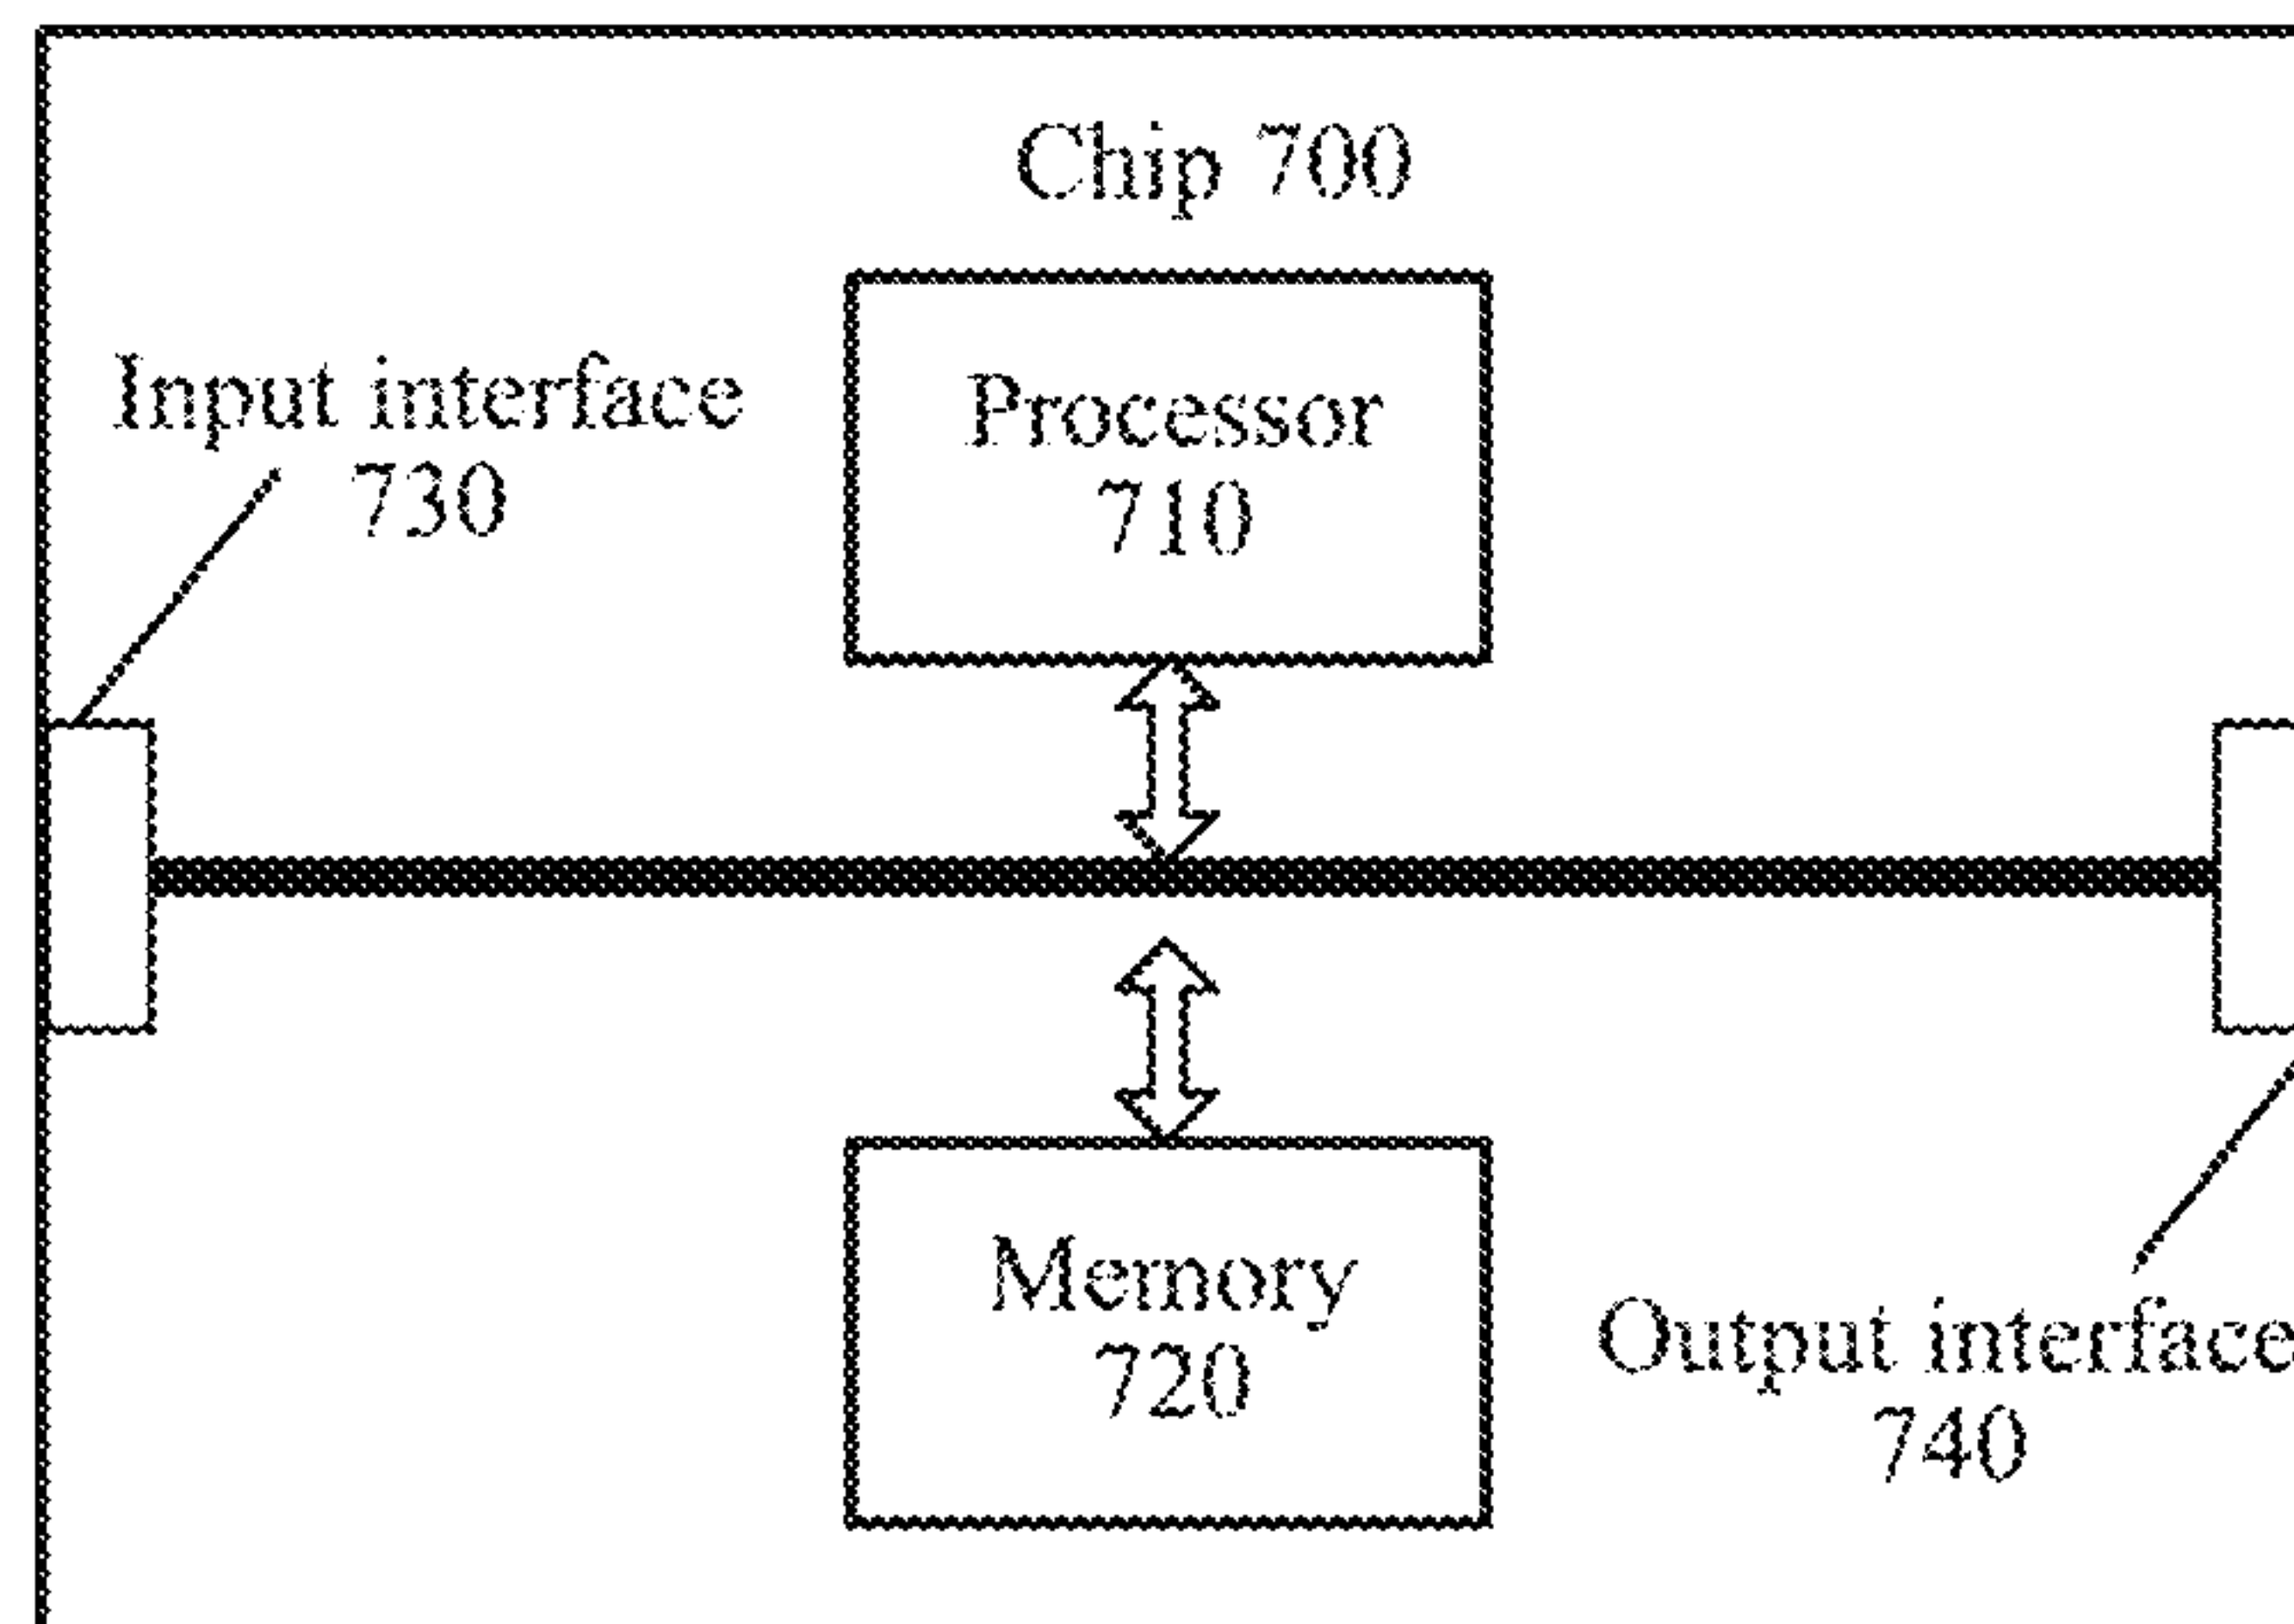 Chip 700
Input interface
730
Processor
710
Memory
720
Output interface
740